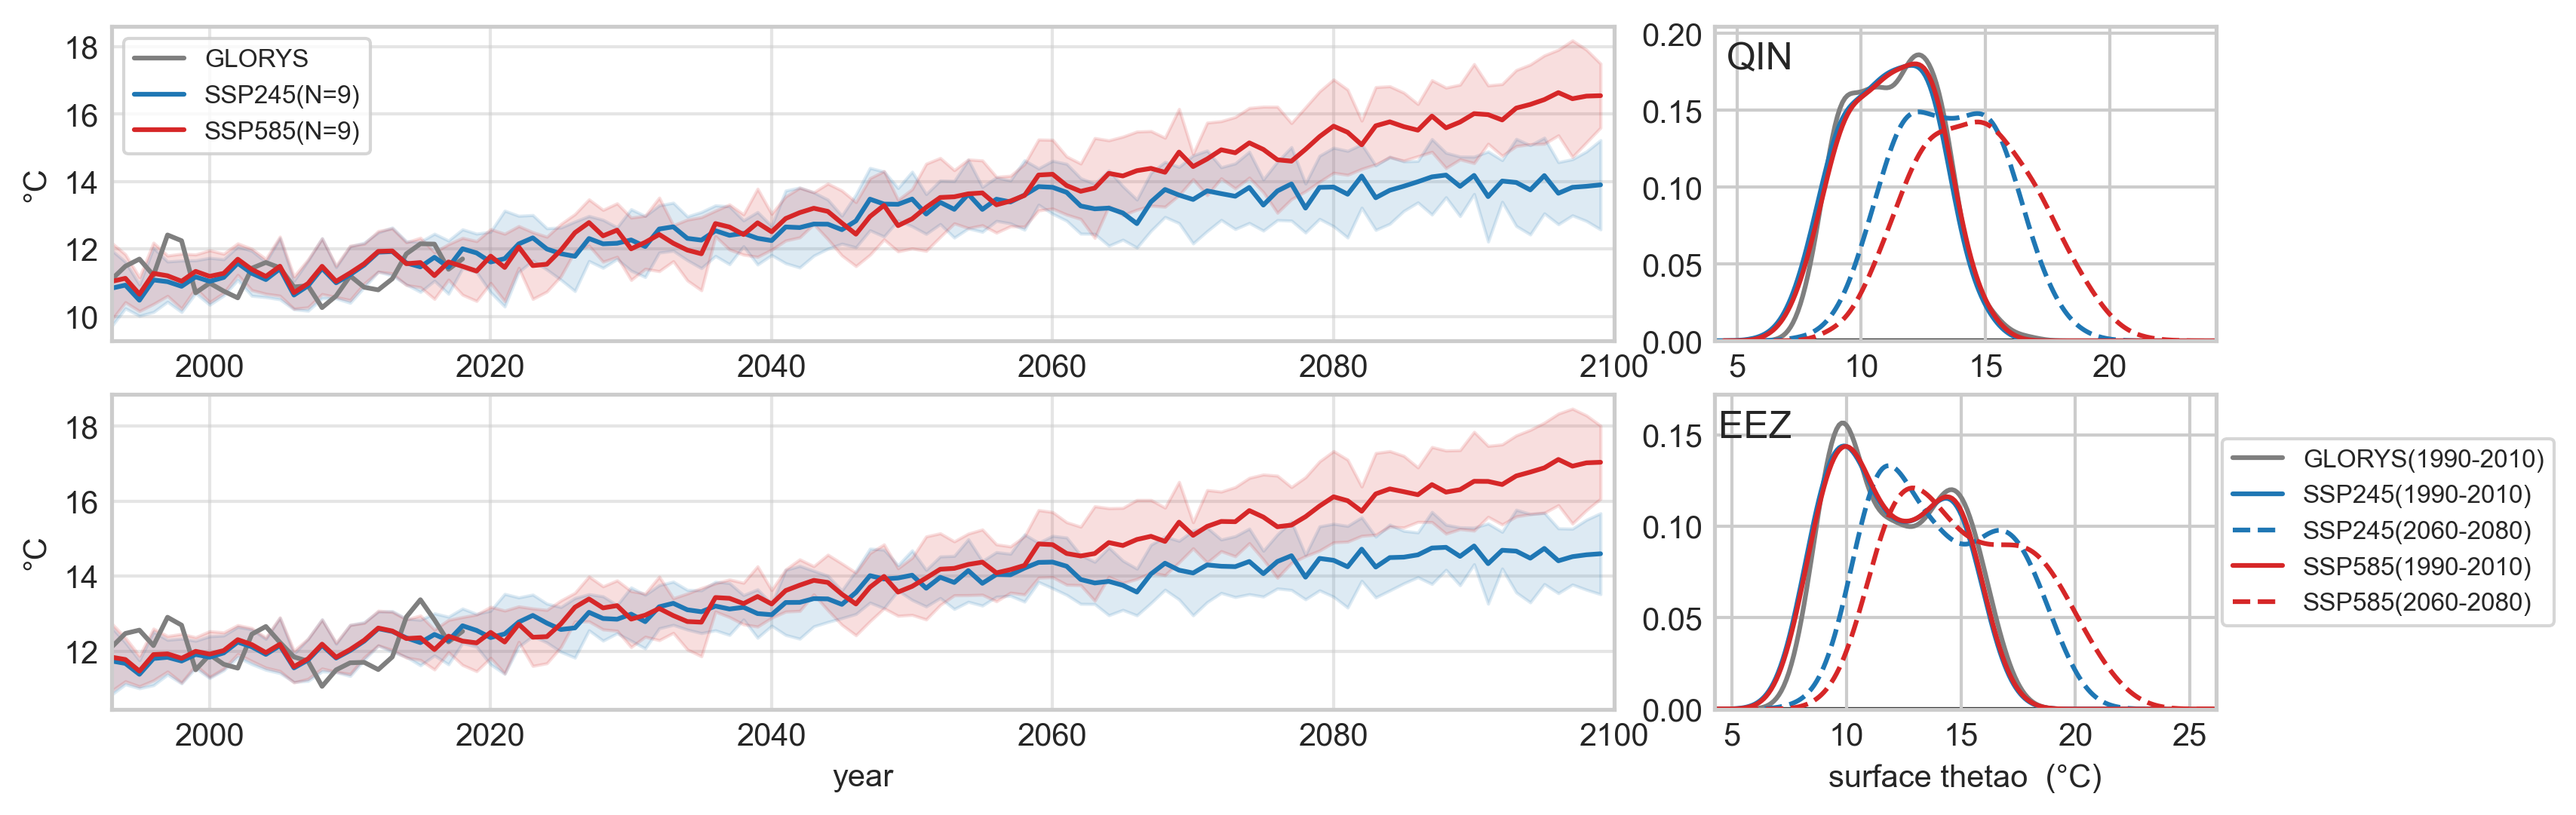 18
16
14
12
10
°C
GLORYS
SSP245(N=9)
SSP585(N=9)
2000 2020 2040 2060 2080 2100
0.20
0.15
0.10
0.05
0.00
QIN
5 10 15 20
18
16
14
12
°C
2000 2020 2040 2060 2080 2100
year
0.15
0.10
0.05
0.00
EEZ
5 10 15 20 25
surface thetao (°C)
GLORYS(1990-2010)
SSP245(1990-2010)
SSP245(2060-2080)
SSP585(1990-2010)
SSP585(2060-2080)